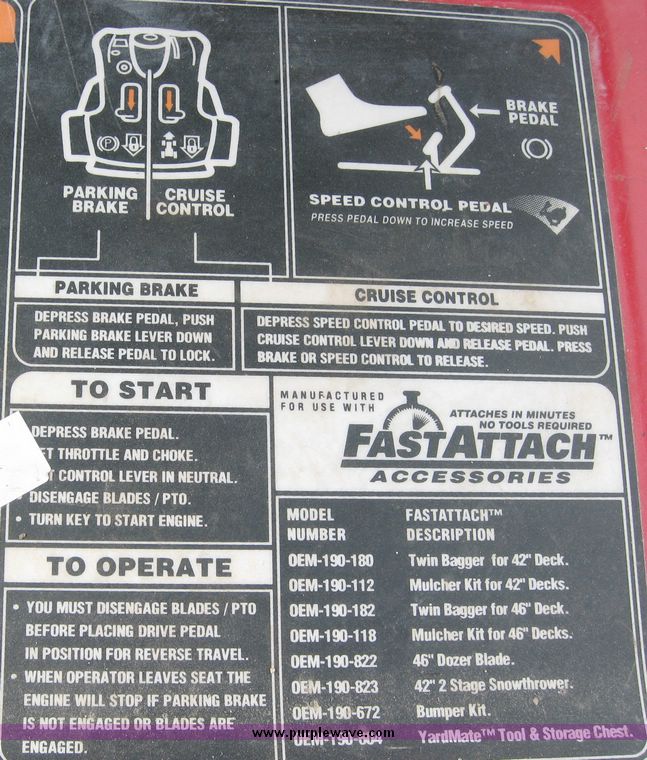 PARKING BRAKE
CRUISE CONTROL
BRAKE PEDAL
SPEED CONTROL PEDAL
PRESS PEDAL DOWN TO INCREASE SPEED
PARKING BRAKE
DEPRESS BRAKE PEDAL, PUSH
PARKING BRAKE LEVER DOWN
AND RELEASE PEDAL TO LOCK.
CRUISE CONTROL
DEPRESS SPEED CONTROL PEDAL TO DESIRED SPEED. PUSH
CRUISE CONTROL LEVER DOWN AND RELEASE PEDAL. PRESS
BRAKE OR SPEED CONTROL TO RELEASE.
TO START
DEPRESS BRAKE PEDAL.
THROTTLE AND CHOKE.
CONTROL LEVER IN NEUTRAL.
• DISENGAGE BLADES / PTO.
• TURN KEY TO START ENGINE.
TO OPERATE
• YOU MUST DISENGAGE BLADES / PTO
BEFORE PLACING DRIVE PEDAL
IN POSITION FOR REVERSE TRAVEL.
• WHEN OPERATOR LEAVES SEAT THE
ENGINE WILL STOP IF PARKING BRAKE
IS NOT ENGAGED OR BLADES ARE
ENGAGED.
MANUFACTURED
FOR USE WITH
ATTACHES IN MINUTES
NO TOOLS REQUIRED
FASTATTACH™
ACCESSORIES
MODEL NUMBER FASTATTACH™ DESCRIPTION
OEM-190-180 Twin Bagger for 42" Deck.
OEM-190-112 Mulcher Kit for 42" Decks.
OEM-190-182 Twin Bagger for 46" Deck.
OEM-190-118 Mulcher Kit for 46" Decks.
OEM-190-822 46" Dozer Blade.
OEM-190-823 42" 2 Stage Snowthrower.
OEM-190-672 Bumper Kit.
YardMate™ Tool & Storage Chest.
www.purplewave.com